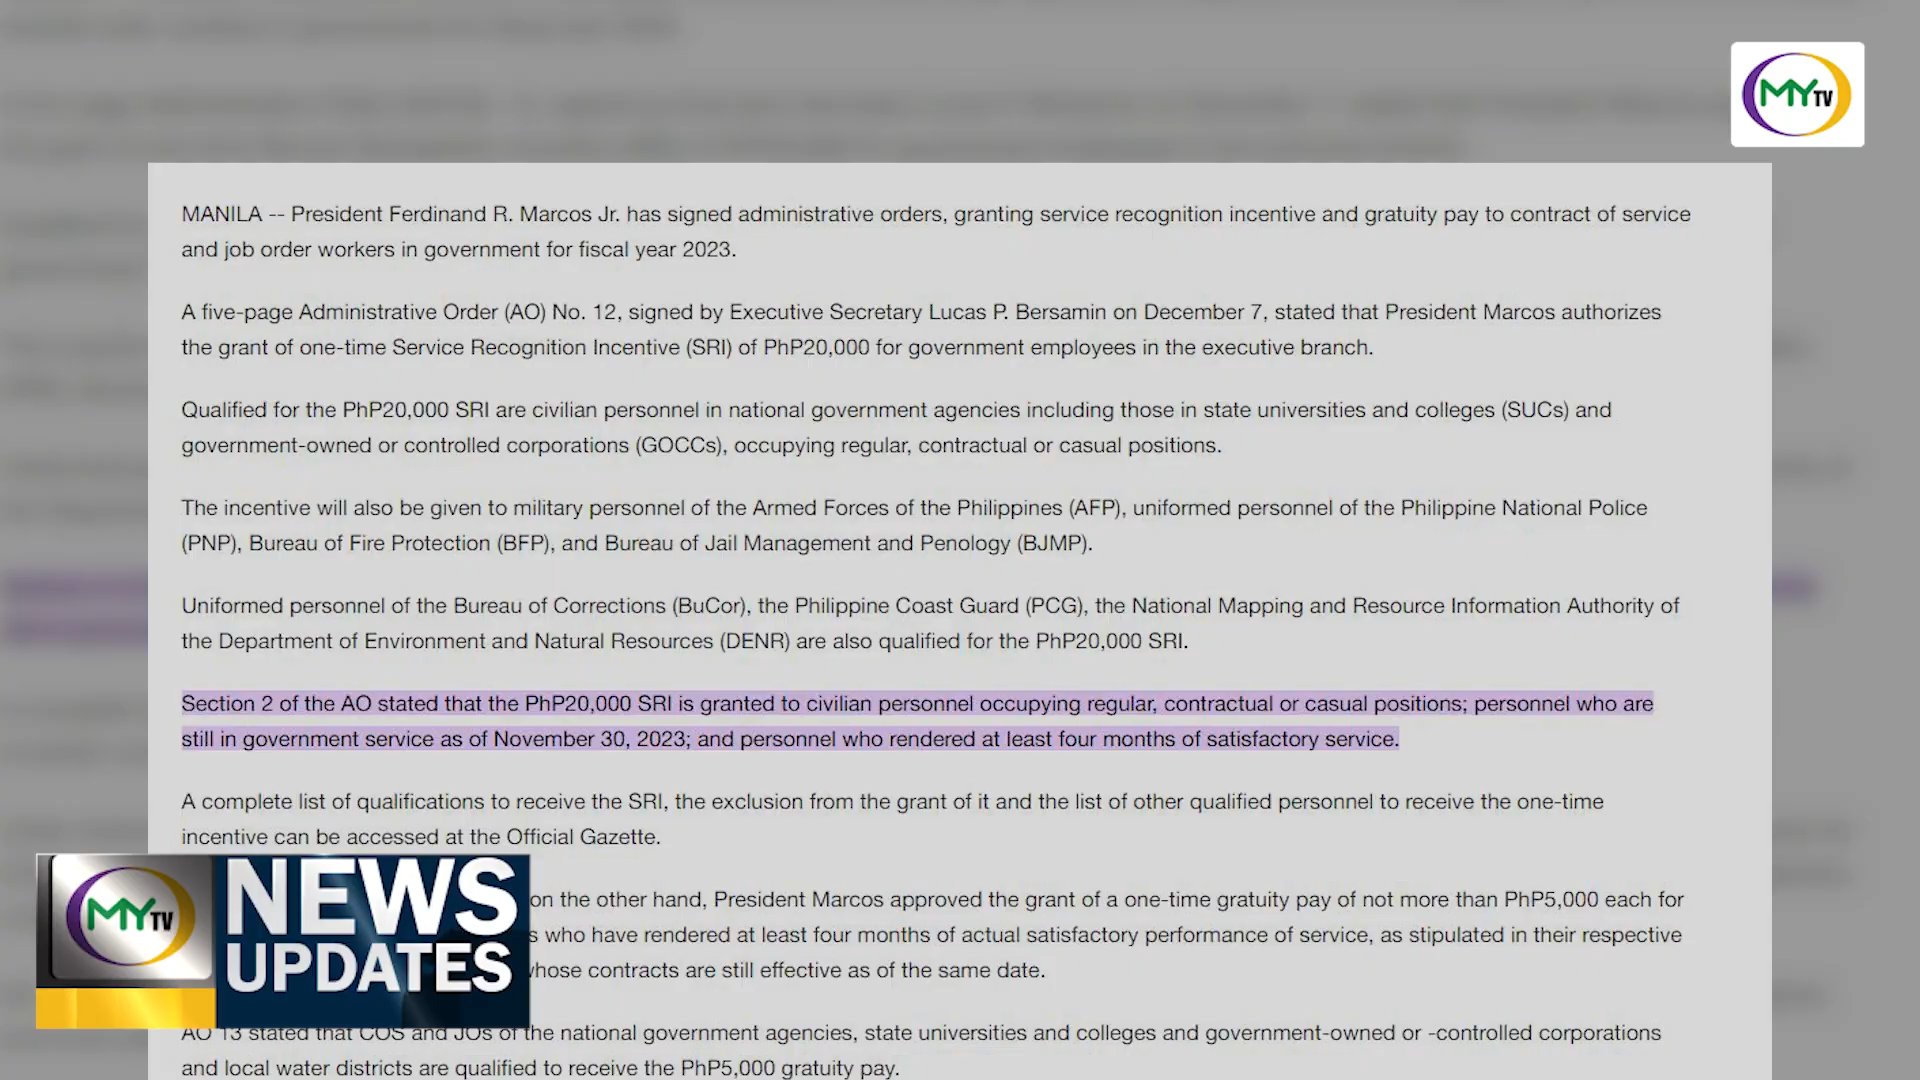 MYTV
MANILA -- President Ferdinand R. Marcos Jr. has signed administrative orders, granting service recognition incentive and gratuity pay to contract of service
and job order workers in government for fiscal year 2023.
A five-page Administrative Order (AO) No. 12, signed by Executive Secretary Lucas P. Bersamin on December 7, stated that President Marcos authorizes
the grant of one-time Service Recognition Incentive (SRI) of PhP20,000 for government employees in the executive branch.
Qualified for the PhP20,000 SRI are civilian personnel in national government agencies including those in state universities and colleges (SUCs) and
government-owned or controlled corporations (GOCCs), occupying regular, contractual or casual positions.
The incentive will also be given to military personnel of the Armed Forces of the Philippines (AFP), uniformed personnel of the Philippine National Police
(PNP), Bureau of Fire Protection (BFP), and Bureau of Jail Management and Penology (BJMP).
Uniformed personnel of the Bureau of Corrections (BuCor), the Philippine Coast Guard (PCG), the National Mapping and Resource Information Authority of
the Department of Environment and Natural Resources (DENR) are also qualified for the PhP20,000 SRI.
Section 2 of the AO stated that the PhP20,000 SRI is granted to civilian personnel occupying regular, contractual or casual positions; personnel who are
still in government service as of November 30, 2023; and personnel who rendered at least four months of satisfactory service.
A complete list of qualifications to receive the SRI, the exclusion from the grant of it and the list of other qualified personnel to receive the one-time
incentive can be accessed at the Official Gazette.
on the other hand, President Marcos approved the grant of a one-time gratuity pay of not more than PhP5,000 each for
who have rendered at least four months of actual satisfactory performance of service, as stipulated in their respective
whose contracts are still effective as of the same date.
AO 13 stated that COS and JOs of the national government agencies, state universities and colleges and government-owned or -controlled corporations
and local water districts are qualified to receive the PhP5,000 gratuity pay.
MYTV
NEWS
UPDATES